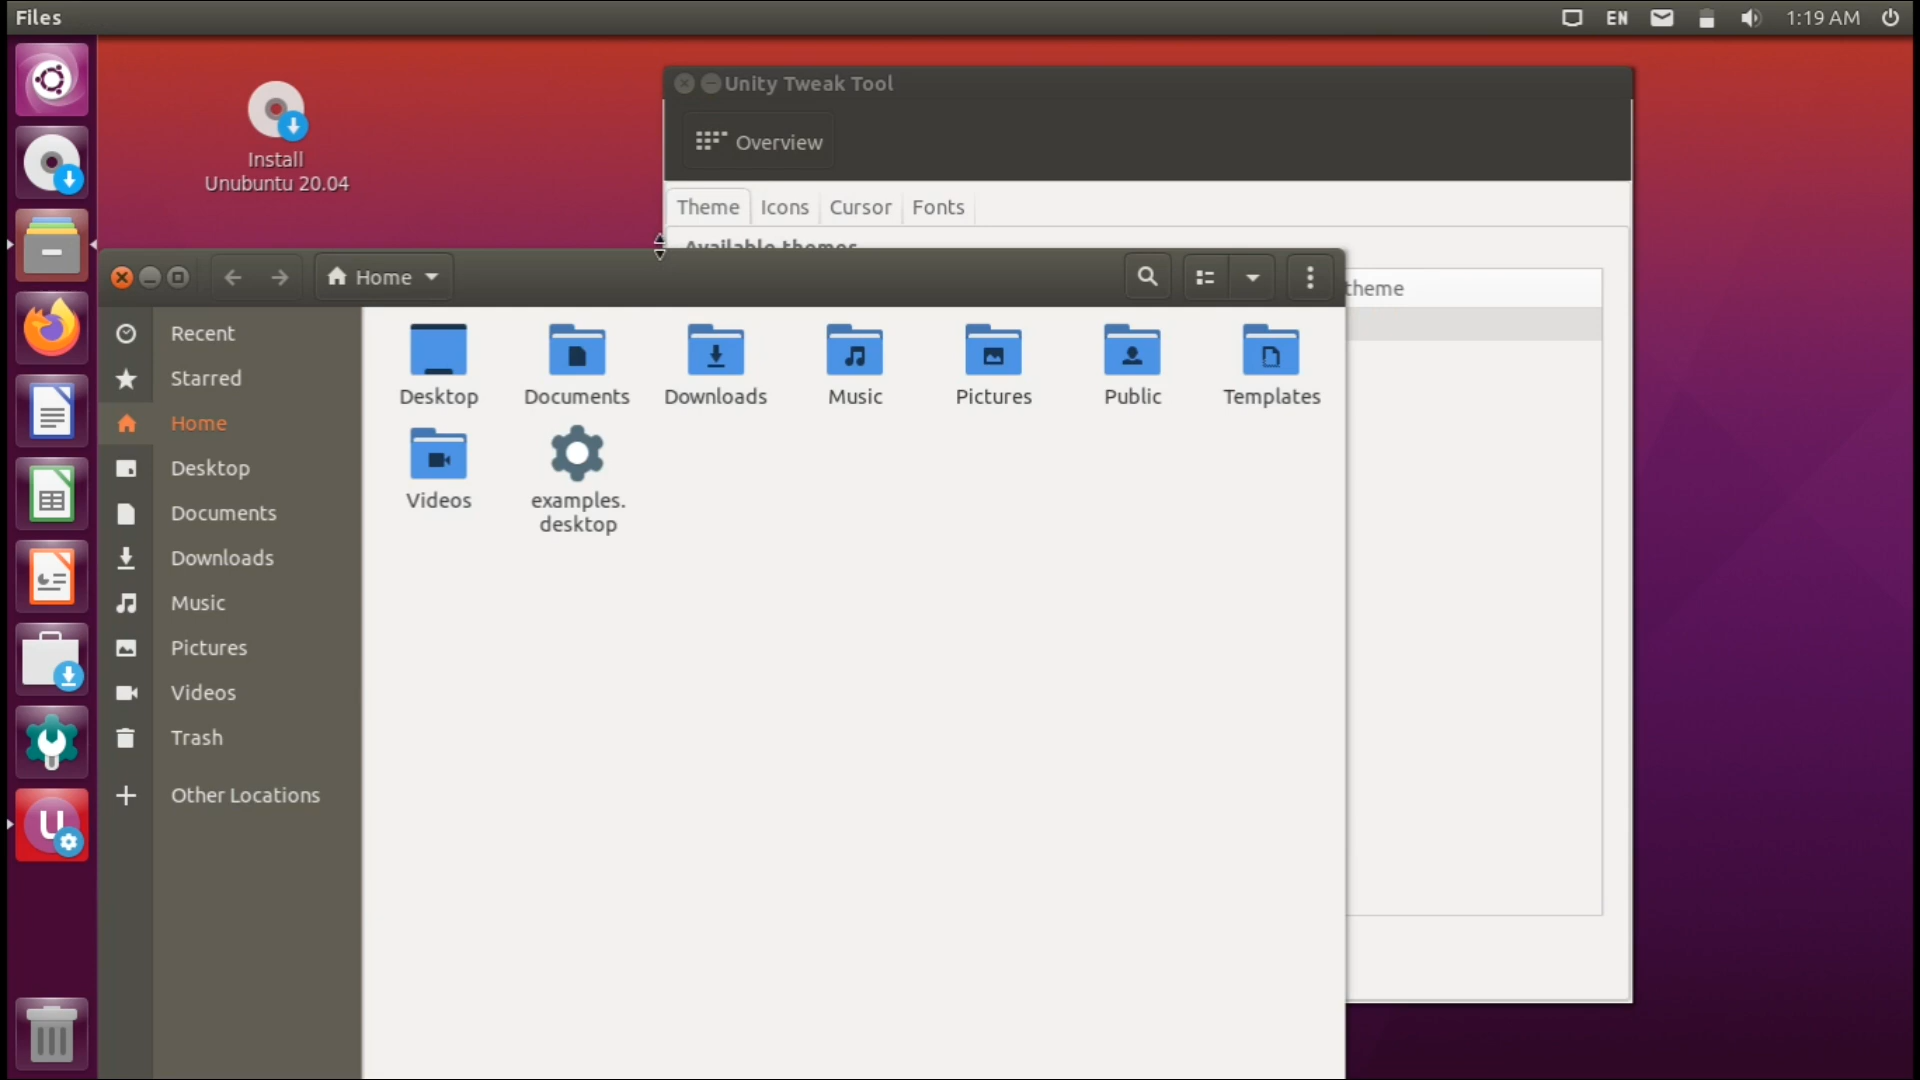 Files
EN
1:19 AM
Install
Unubuntu 20.04
Unity Tweak Tool
Overview
Theme
Icons
Cursor
Fonts
Available themes
theme
Home
Recent
Starred
Home
Desktop
Documents
Downloads
Music
Pictures
Videos
Trash
Other Locations
Desktop
Documents
Downloads
Music
Pictures
Public
Templates
Videos
examples.
desktop
U